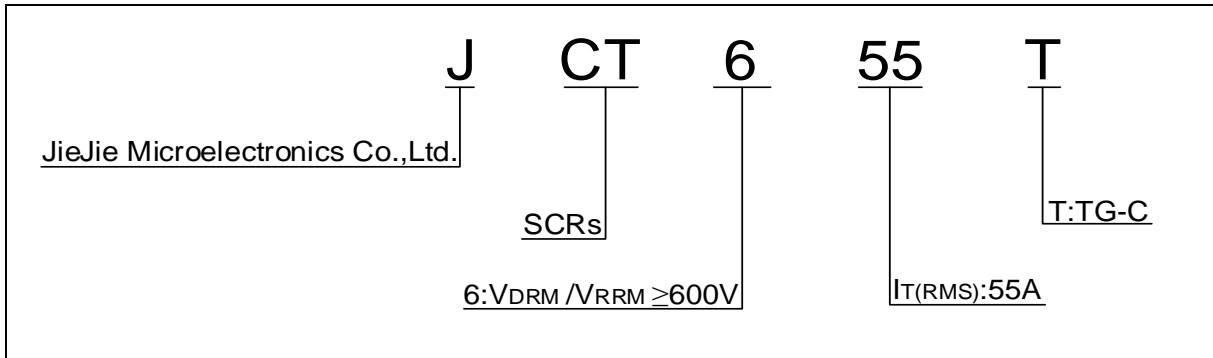 J CT 6 55 T
JieJie Microelectronics Co.,Ltd.
SCRs
T:TG-C
6:VDRM /VRRM ≥600V
IT(RMS):55A